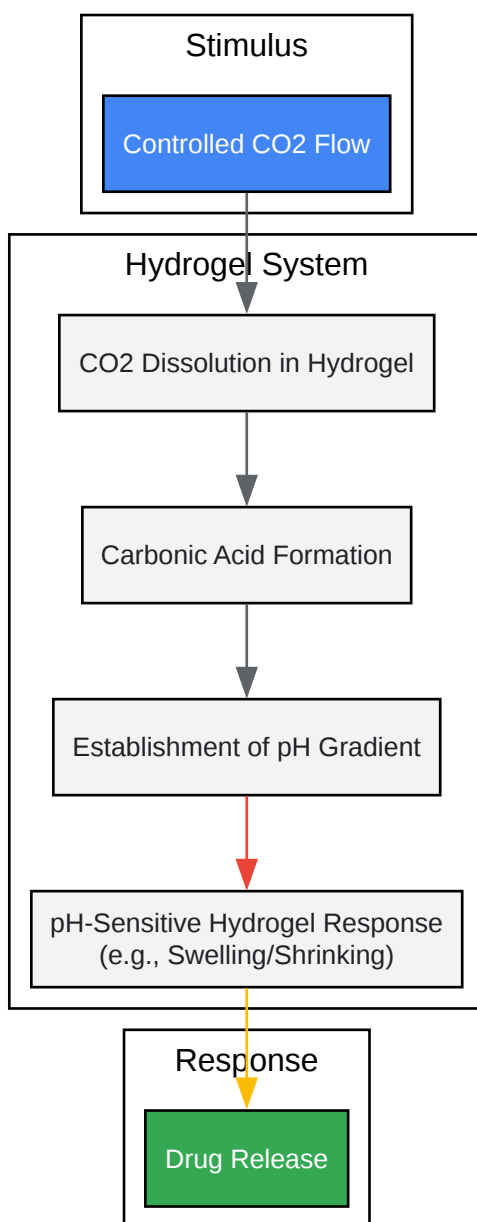 Stimulus
Controlled CO2 Flow
Hydrogel System
CO2 Dissolution in Hydrogel
Carbonic Acid Formation
Establishment of pH Gradient
pH-Sensitive Hydrogel Response
(e.g., Swelling/Shrinking)
Response
Drug Release